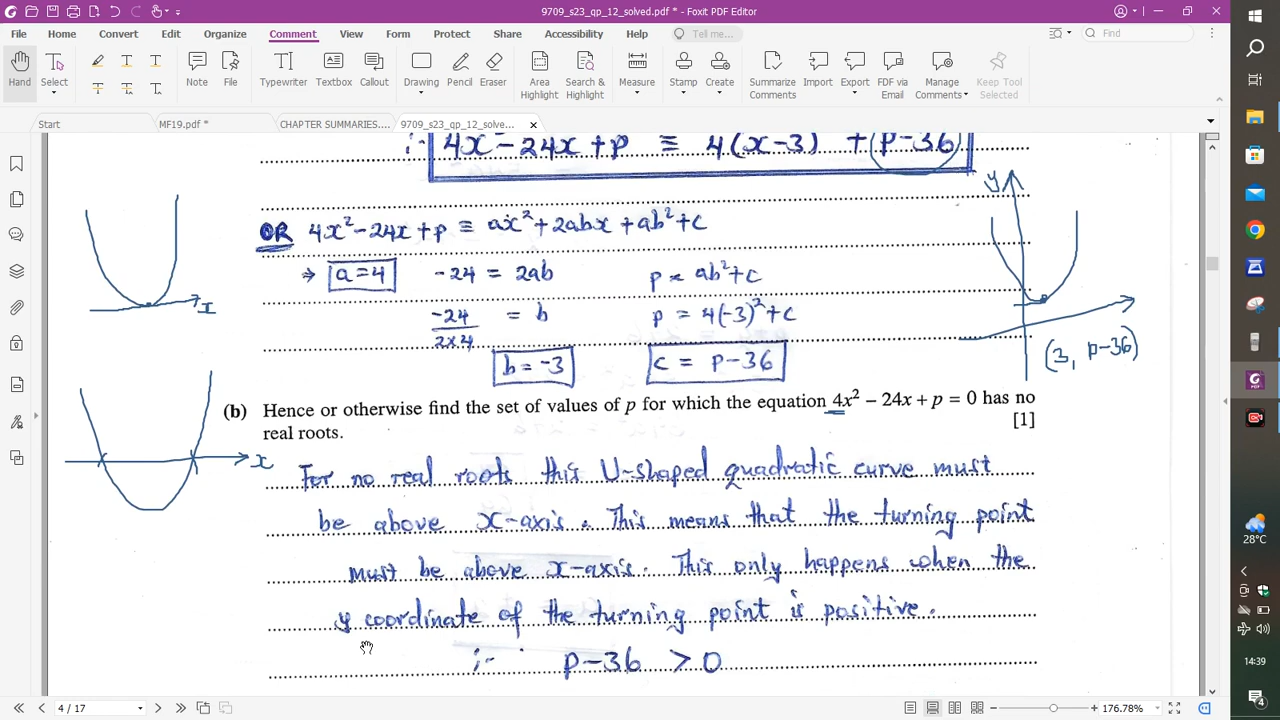 9709_s23_qp_12_solved.pdf * - Foxit PDF Editor
File Home Convert Edit Organize Comment View Form Protect Share Accessibility Help Tell me... Find
Hand Select Note File Typewriter Textbox Callout Drawing Pencil Eraser Area Highlight Search & Highlight Measure Stamp Create Summarize Comments Import Export FDF via Email Manage Comments Keep Tool Selected
Start MF19.pdf * CHAPTER SUMMARIES.... 9709_s23_qp_12_solve...
∴ 4x - 24x + p ≡ 4(x-3) + (p-36)
y
OR 4x² - 24x + p ≡ ax² + 2abx + ab² + c
⇒ a = 4 -24 = 2ab p = ab² + c
x
-24/2×4 = b p = 4(-3)² + c
(3, p-36)
b = -3 c = p-36
(b) Hence or otherwise find the set of values of p for which the equation 4x² − 24x + p = 0 has no
real roots. [1]
x
For no real roots this U-shaped quadratic curve must
be above x-axis. This means that the turning point
must be above x-axis. This only happens when the
y coordinate of the turning point is positive.
∴ p-36 > 0
4 / 17 176.78%
28°C
14:39
4